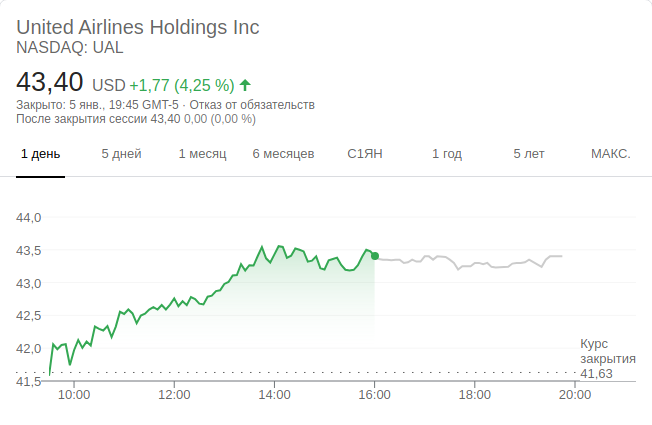 United Airlines Holdings Inc
NASDAQ: UAL
43,40 USD +1,77 (4,25 %)
Закрыто: 5 янв., 19:45 GMT-5 · Отказ от обязательств
После закрытия сессии 43,40 0,00 (0,00 %)
1 день 5 дней 1 месяц 6 месяцев С1ЯН 1 год 5 лет МАКС.
44,0
43,5
43,0
42,5
42,0
41,5
Курс
закрытия
41,63
10:00 12:00 14:00 16:00 18:00 20:00